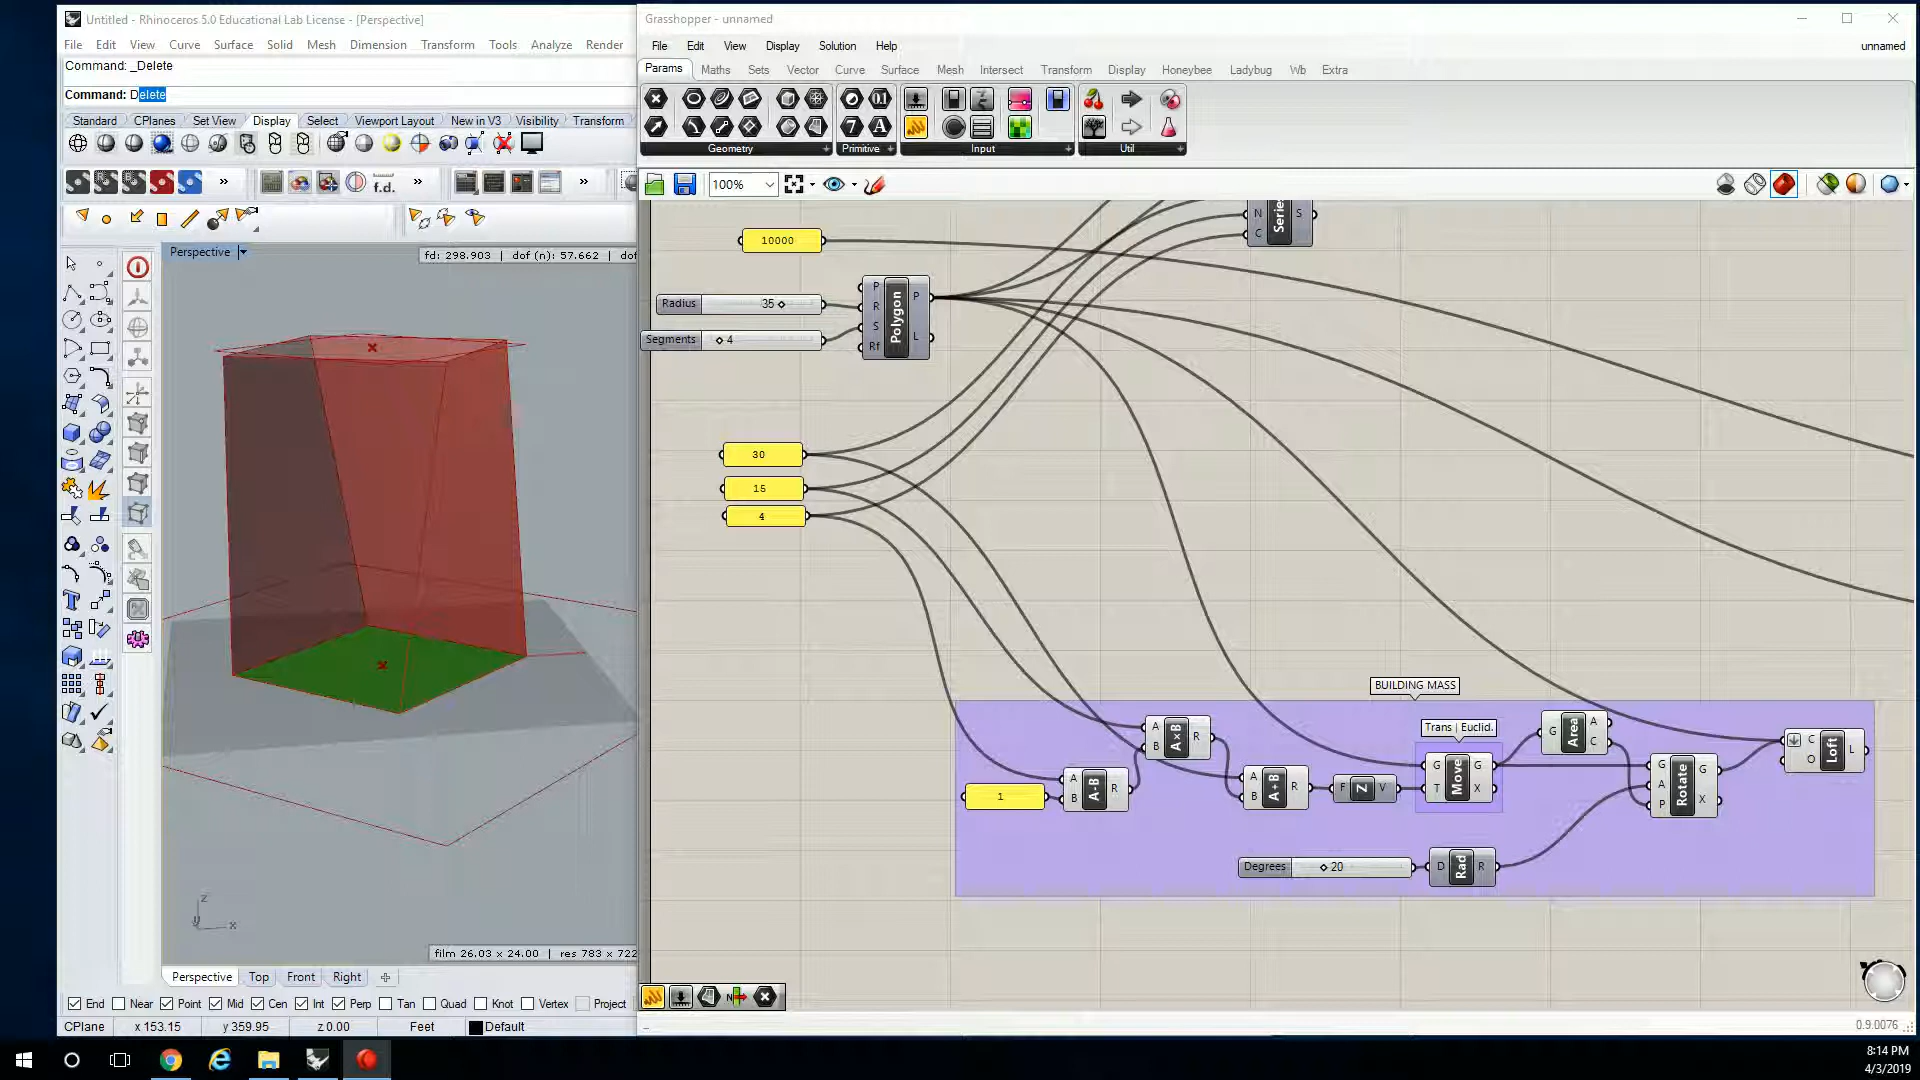 Untitled - Rhinoceros 5.0 Educational Lab License - [Perspective]
File Edit View Curve Surface Solid Mesh Dimension Transform Tools Analyze Render
Command: _Delete
Command: Delete
Standard CPlanes Set View Display Select Viewport Layout New in V3 Visibility Transform
f.d.
Perspective
fd: 298.903 | dof (n): 57.662 | dof
z
y
x
film 26.03 x 24.00 | res 783 x 722
Perspective Top Front Right
End Near Point Mid Cen Int Perp Tan Quad Knot Vertex Project
CPlane x 153.15 y 359.95 z 0.00 Feet Default
Grasshopper - unnamed
File Edit View Display Solution Help
unnamed
Params Maths Sets Vector Curve Surface Mesh Intersect Transform Display Honeybee Ladybug Wb Extra
Geometry Primitive Input Util
100%
N C Series S
10000
Radius 35
Segments 4
P R S Rf Polygon P L
30
15
4
BUILDING MASS
Trans | Euclid.
A B A×B R
G Area A C
C O Loft L
1
A B A-B R
A B A+B R
F Z V
G T Move G X
G A P Rotate G X
Degrees 20
D Rad R
0.9.0076
8:14 PM
4/3/2019